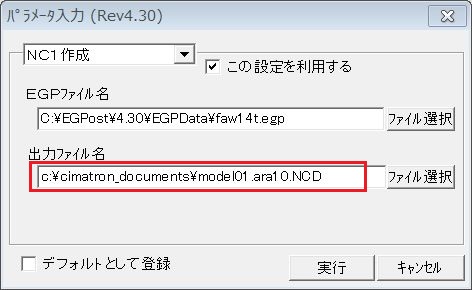 ﾊﾟﾗﾒｰﾀ入力 (Rev4.30)
NC1作成
この設定を利用する
EGPファイル名
C:¥EGPost¥4.30¥EGPData¥faw14t.egp
ファイル選択
出力ファイル名
c:¥cimatron_documents¥model01.ara10.NCD
ファイル選択
デフォルトとして登録
実行
ｷｬﾝｾﾙ